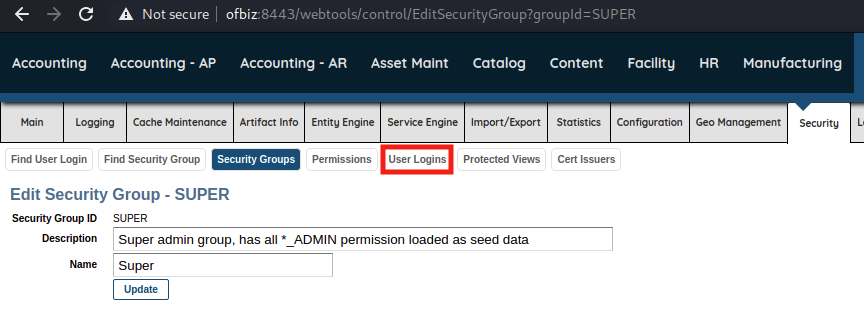 Not secure ofbiz:8443/webtools/control/EditSecurityGroup?groupId=SUPER
Accounting Accounting - AP Accounting - AR Asset Maint Catalog Content Facility HR Manufacturing
Main Logging Cache Maintenance Artifact Info Entity Engine Service Engine Import/Export Statistics Configuration Geo Management Security L
Find User Login Find Security Group Security Groups Permissions User Logins Protected Views Cert Issuers
Edit Security Group - SUPER
Security Group ID SUPER
Description Super admin group, has all *_ADMIN permission loaded as seed data
Name Super
Update